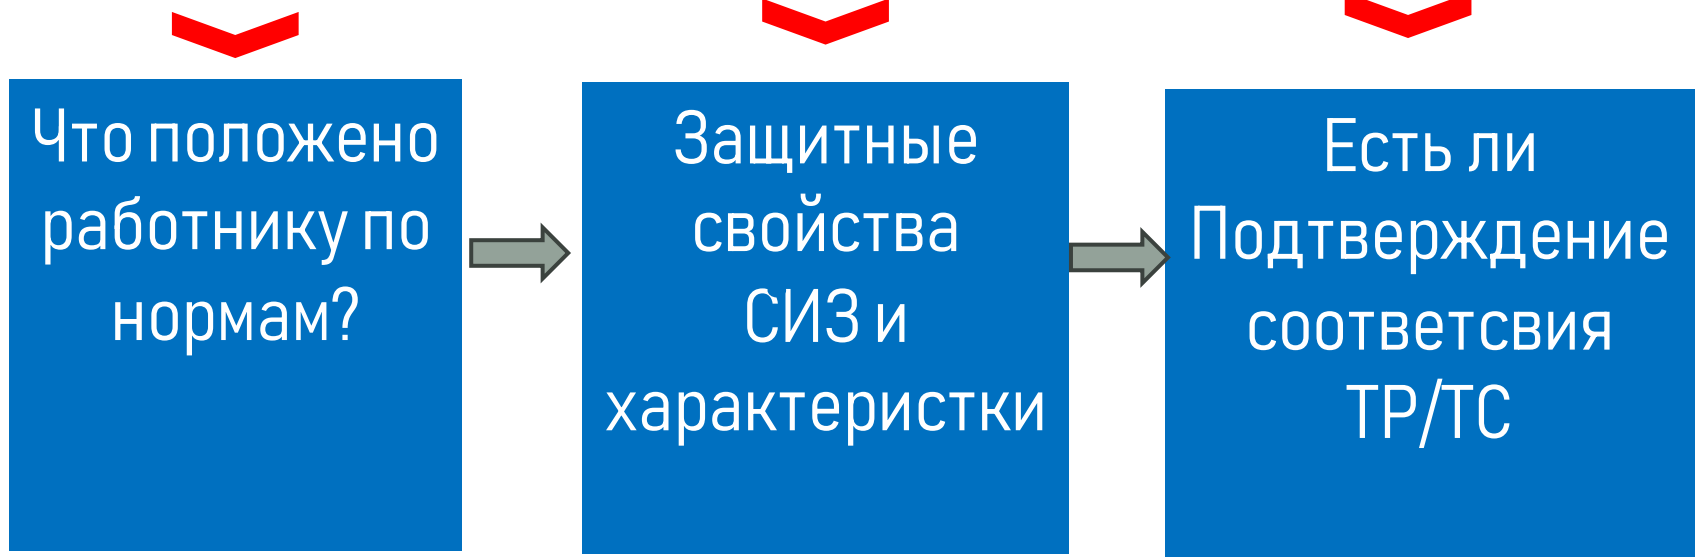 Что положено
работнику по
нормам?
Защитные
свойства
СИЗ и
характеристки
Есть ли
Подтверждение
соответсвия
ТР/ТС